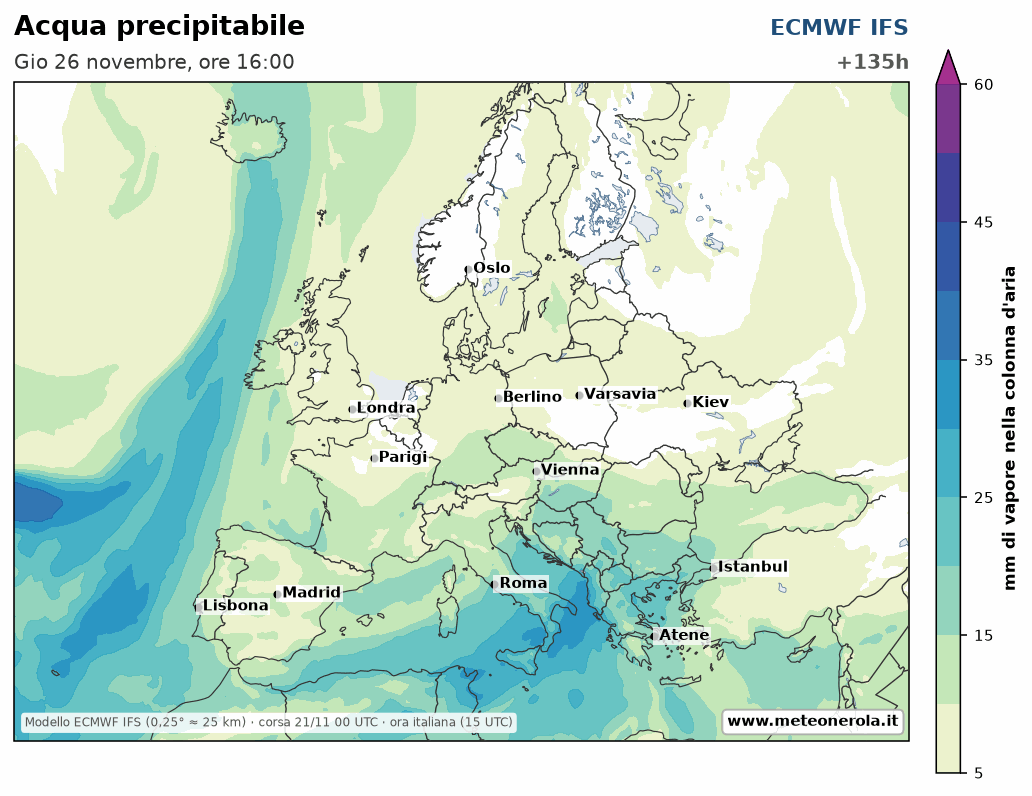 Acqua precipitabile
ECMWF IFS
Gio 26 novembre, ore 16:00
+135h
60
45
35
25
15
5
mm di vapore nella colonna d'aria
Oslo
Berlino
Varsavia
Kiev
Londra
Parigi
Vienna
Istanbul
Roma
Madrid
Lisbona
Atene
Modello ECMWF IFS (0,25° ≈ 25 km) · corsa 21/11 00 UTC · ora italiana (15 UTC)
www.meteonerola.it